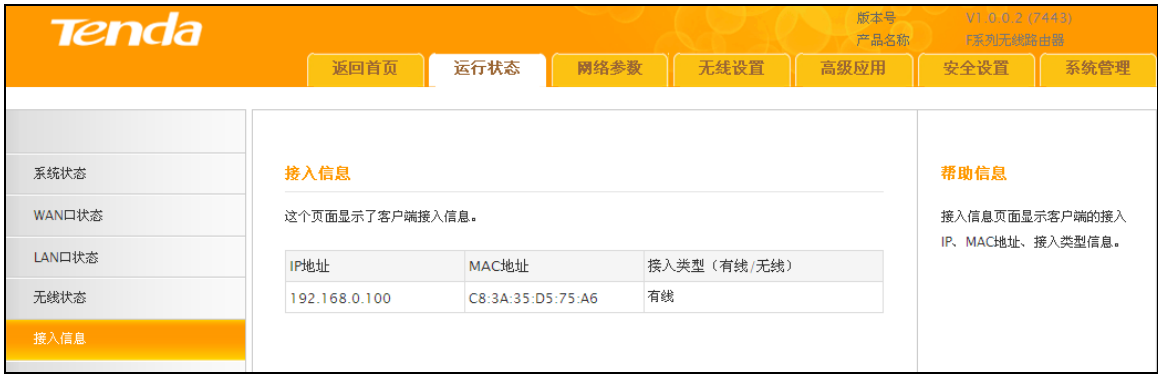 Tenda
版本号 V1.0.0.2 (7443)
产品名称 F系列无线路由器
返回首页 运行状态 网络参数 无线设置 高级应用 安全设置 系统管理
系统状态
WAN口状态
LAN口状态
无线状态
接入信息
接入信息
这个页面显示了客户端接入信息。
IP地址 MAC地址 接入类型（有线/无线）
192.168.0.100 C8:3A:35:D5:75:A6 有线
帮助信息
接入信息页面显示客户端的接入
IP、MAC地址、接入类型信息。